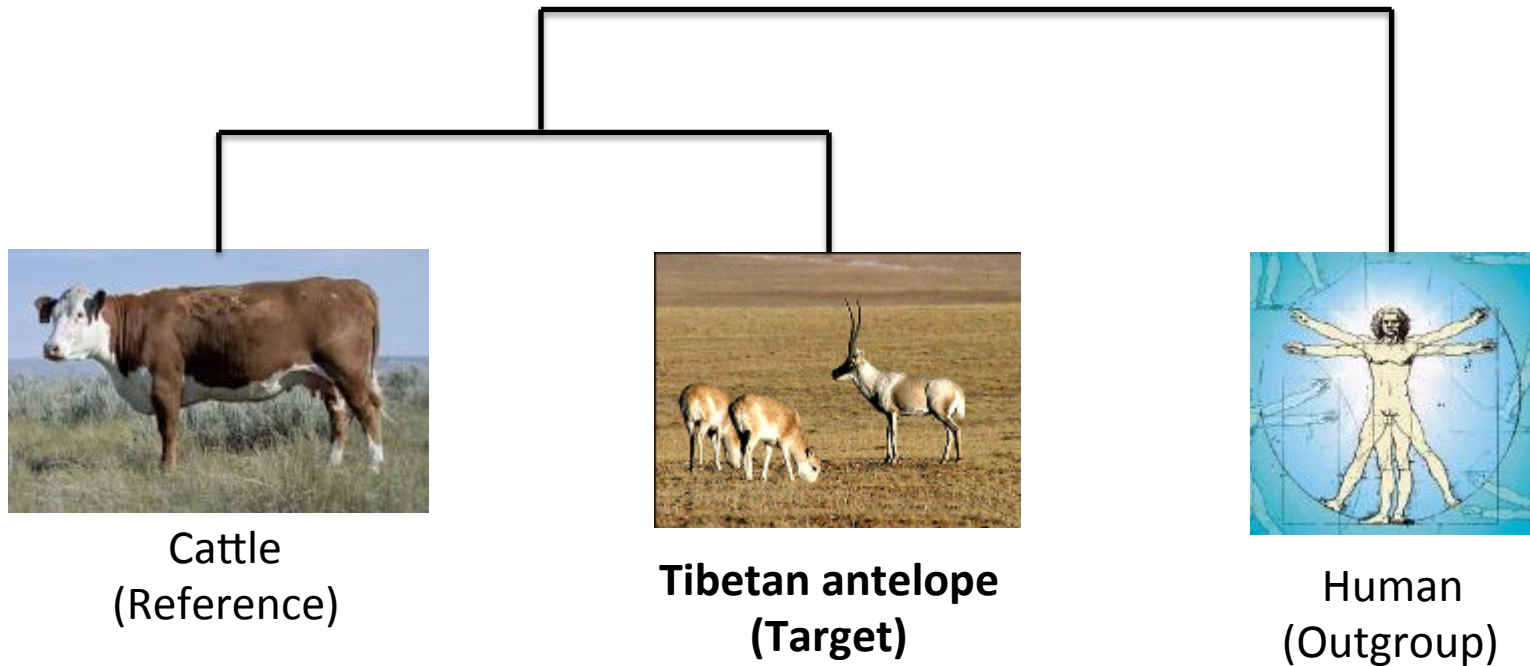 Cattle
(Reference)
Tibetan antelope
(Target)
Human
(Outgroup)